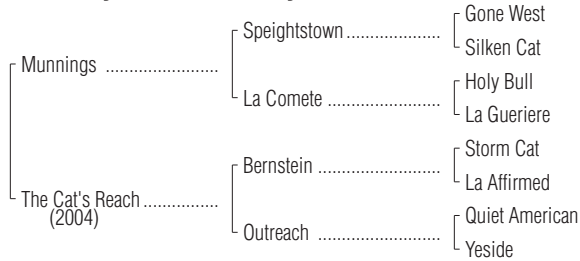 Gone West
Speightstown .....................
Silken Cat
Munnings .........................
Holy Bull
La Comete .........................
La Gueriere
Storm Cat
Bernstein ...........................
La Affirmed
The Cat's Reach ................
(2004)
Quiet American
Outreach ...........................
Yeside